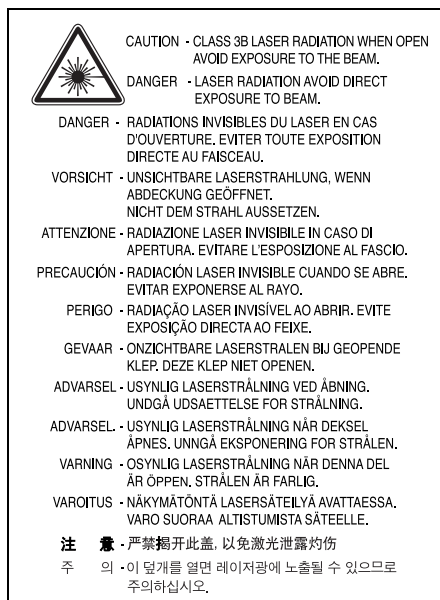 CAUTION - CLASS 3B LASER RADIATION WHEN OPEN
AVOID EXPOSURE TO THE BEAM.
DANGER - LASER RADIATION AVOID DIRECT
EXPOSURE TO BEAM.
DANGER - RADIATIONS INVISIBLES DU LASER EN CAS
D'OUVERTURE. EVITER TOUTE EXPOSITION
DIRECTE AU FAISCEAU.
VORSICHT - UNSICHTBARE LASERSTRAHLUNG, WENN
ABDECKUNG GEÖFFNET.
NICHT DEM STRAHL AUSSETZEN.
ATTENZIONE - RADIAZIONE LASER INVISIBILE IN CASO DI
APERTURA. EVITARE L'ESPOSIZIONE AL FASCIO.
PRECAUCIÓN - RADIACIÓN LASER INVISIBLE CUANDO SE ABRE.
EVITAR EXPONERSE AL RAYO.
PERIGO - RADIAÇÃO LASER INVISÍVEL AO ABRIR. EVITE
EXPOSIÇÃO DIRECTA AO FEIXE.
GEVAAR - ONZICHTBARE LASERSTRALEN BIJ GEOPENDE
KLEP. DEZE KLEP NIET OPENEN.
ADVARSEL - USYNLIG LASERSTRÅLNING VED ÅBNING.
UNDGÅ UDSAETTELSE FOR STRÅLNING.
ADVARSEL. - USYNLIG LASERSTRÅLNING NÅR DEKSEL
ÅPNES. UNNGÅ EKSPONERING FOR STRÅLEN.
VARNING - OSYNLIG LASERSTRÅLNING NÄR DENNA DEL
ÄR ÖPPEN. STRÅLEN ÄR FARLIG.
VAROITUS - NÄKYMÄTÖNTÄ LASERSÄTEILYÄ AVATTAESSA.
VARO SUORAA ALTISTUMISTA SÄTEELLE.
注 意 - 严禁揭开此盖, 以免激光泄露灼伤
주 의 - 이 덮개를 열면 레이저광에 노출될 수 있으므로
주의하십시오.